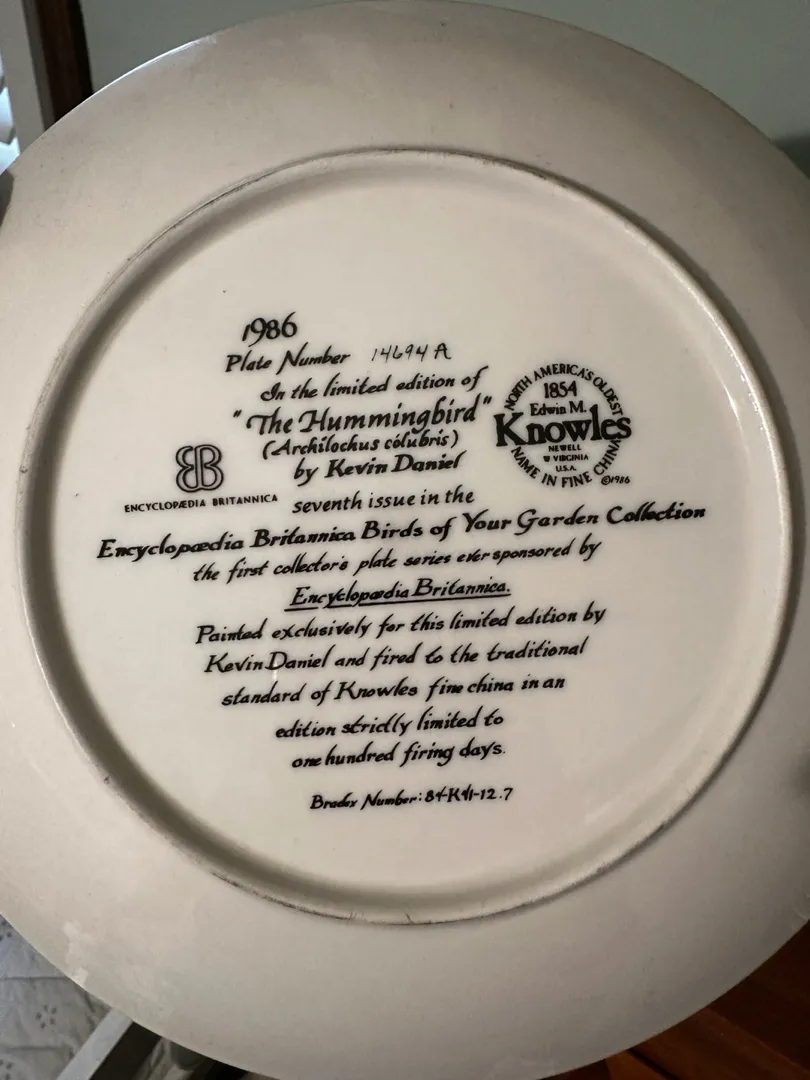 1986
Plate Number 14694 A
In the limited edition of
"The Hummingbird"
(Archilochus colubris)
by Kevin Daniel
NORTH AMERICA'S OLDEST
1854
Edwin M.
Knowles
NEWELL
W VIRGINIA
U.S.A.
NAME IN FINE CHINA
©1986
ENCYCLOPÆDIA BRITANNICA
seventh issue in the
Encyclopædia Britannica Birds of Your Garden Collection
the first collector's plate series ever sponsored by
Encyclopædia Britannica.
Painted exclusively for this limited edition by
Kevin Daniel and fired to the traditional
standard of Knowles fine china in an
edition strictly limited to
one hundred firing days.
Bradex Number: 84-K41-12.7